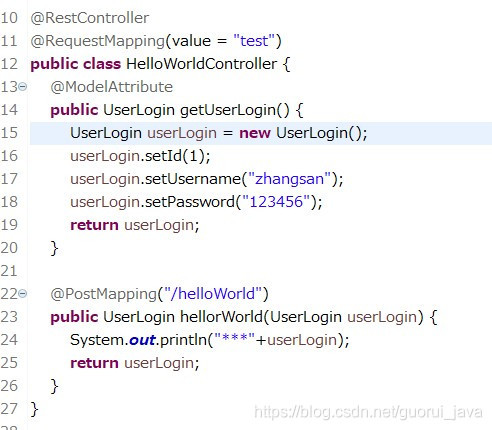 10 @RestController
11 @RequestMapping(value = "test")
12 public class HelloWorldController {
13 @ModelAttribute
14 public UserLogin getUserLogin() {
15 UserLogin userLogin = new UserLogin();
16 userLogin.setId(1);
17 userLogin.setUsername("zhangsan");
18 userLogin.setPassword("123456");
19 return userLogin;
20 }
21
22 @PostMapping("/helloWorld")
23 public UserLogin hellorWorld(UserLogin userLogin) {
24 System.out.println("***"+userLogin);
25 return userLogin;
26 }
27 }
https://blog.csdn.net/guorui_java